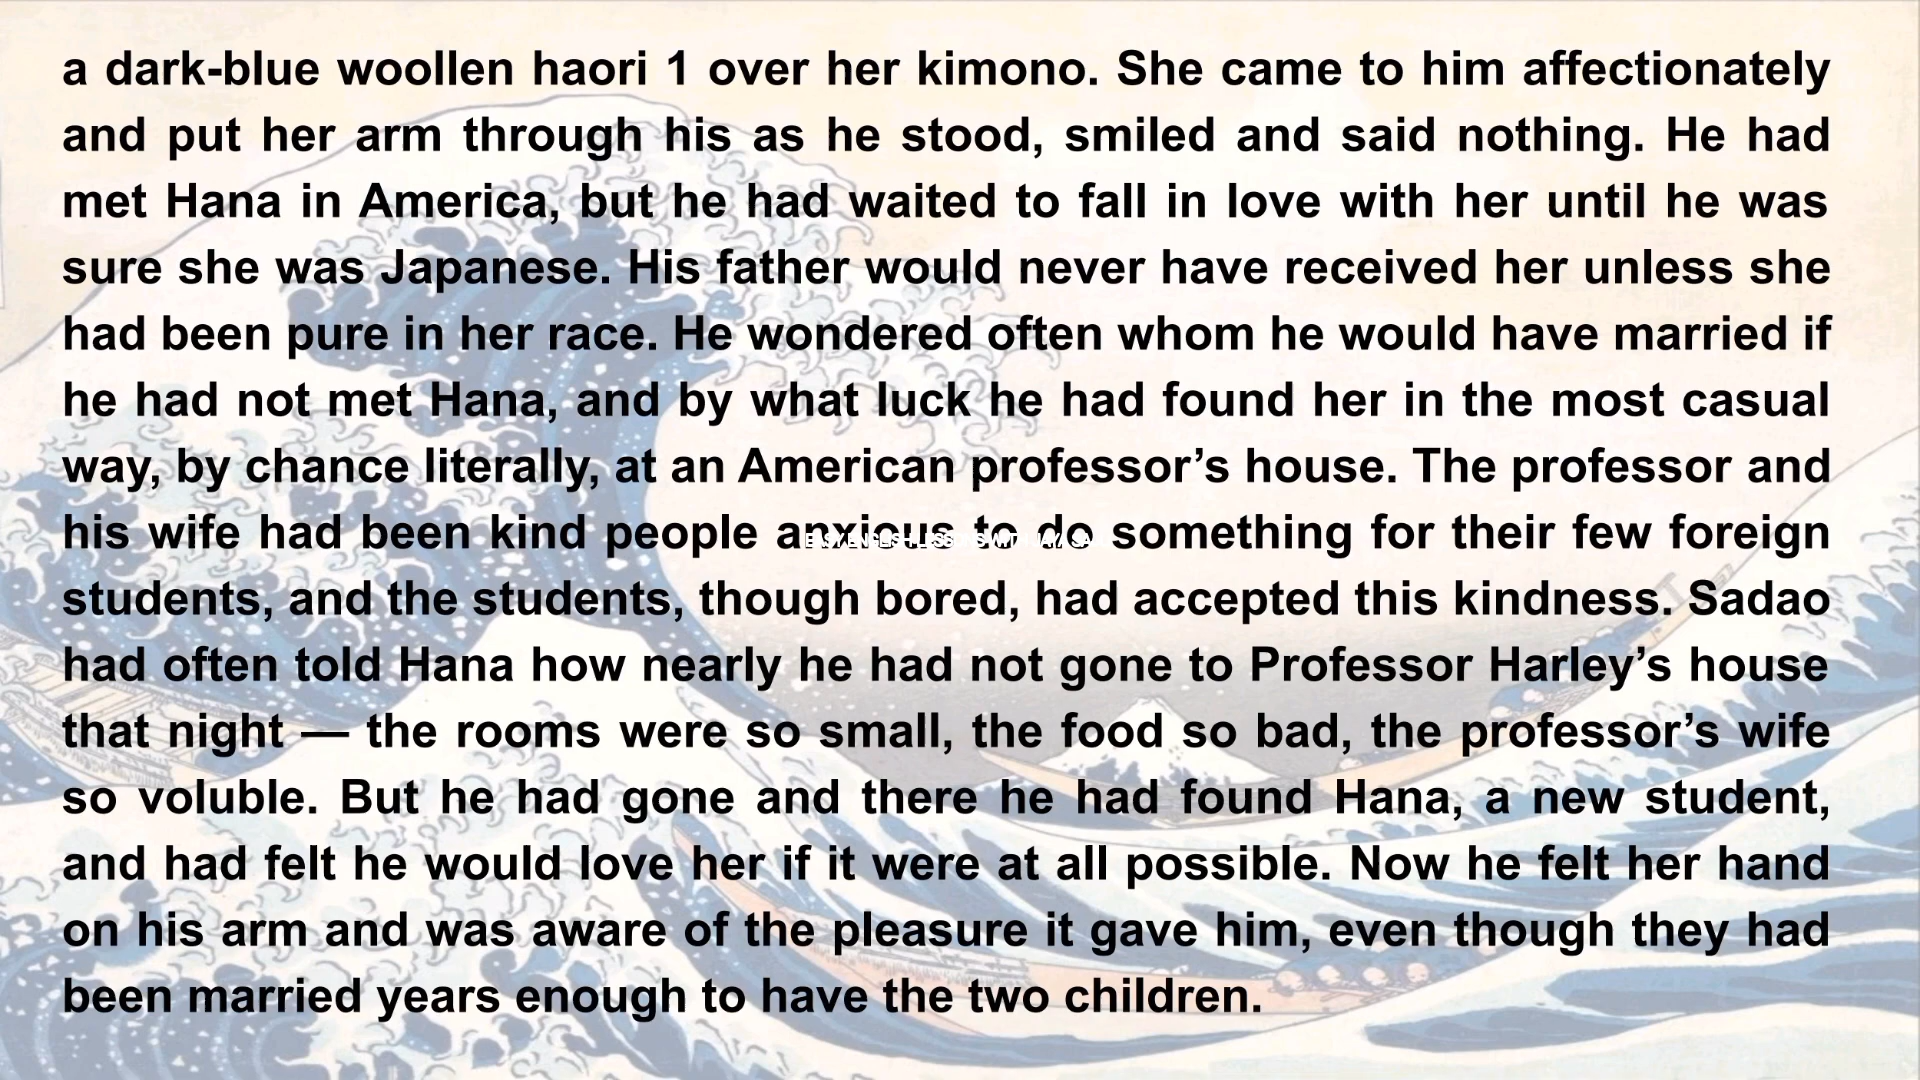 a dark-blue woollen haori 1 over her kimono. She came to him affectionately
and put her arm through his as he stood, smiled and said nothing. He had
met Hana in America, but he had waited to fall in love with her until he was
sure she was Japanese. His father would never have received her unless she
had been pure in her race. He wondered often whom he would have married if
he had not met Hana, and by what luck he had found her in the most casual
way, by chance literally, at an American professor’s house. The professor and
his wife had been kind people anxious to do something for their few foreign
students, and the students, though bored, had accepted this kindness. Sadao
had often told Hana how nearly he had not gone to Professor Harley’s house
that night — the rooms were so small, the food so bad, the professor’s wife
so voluble. But he had gone and there he had found Hana, a new student,
and had felt he would love her if it were at all possible. Now he felt her hand
on his arm and was aware of the pleasure it gave him, even though they had
been married years enough to have the two children.